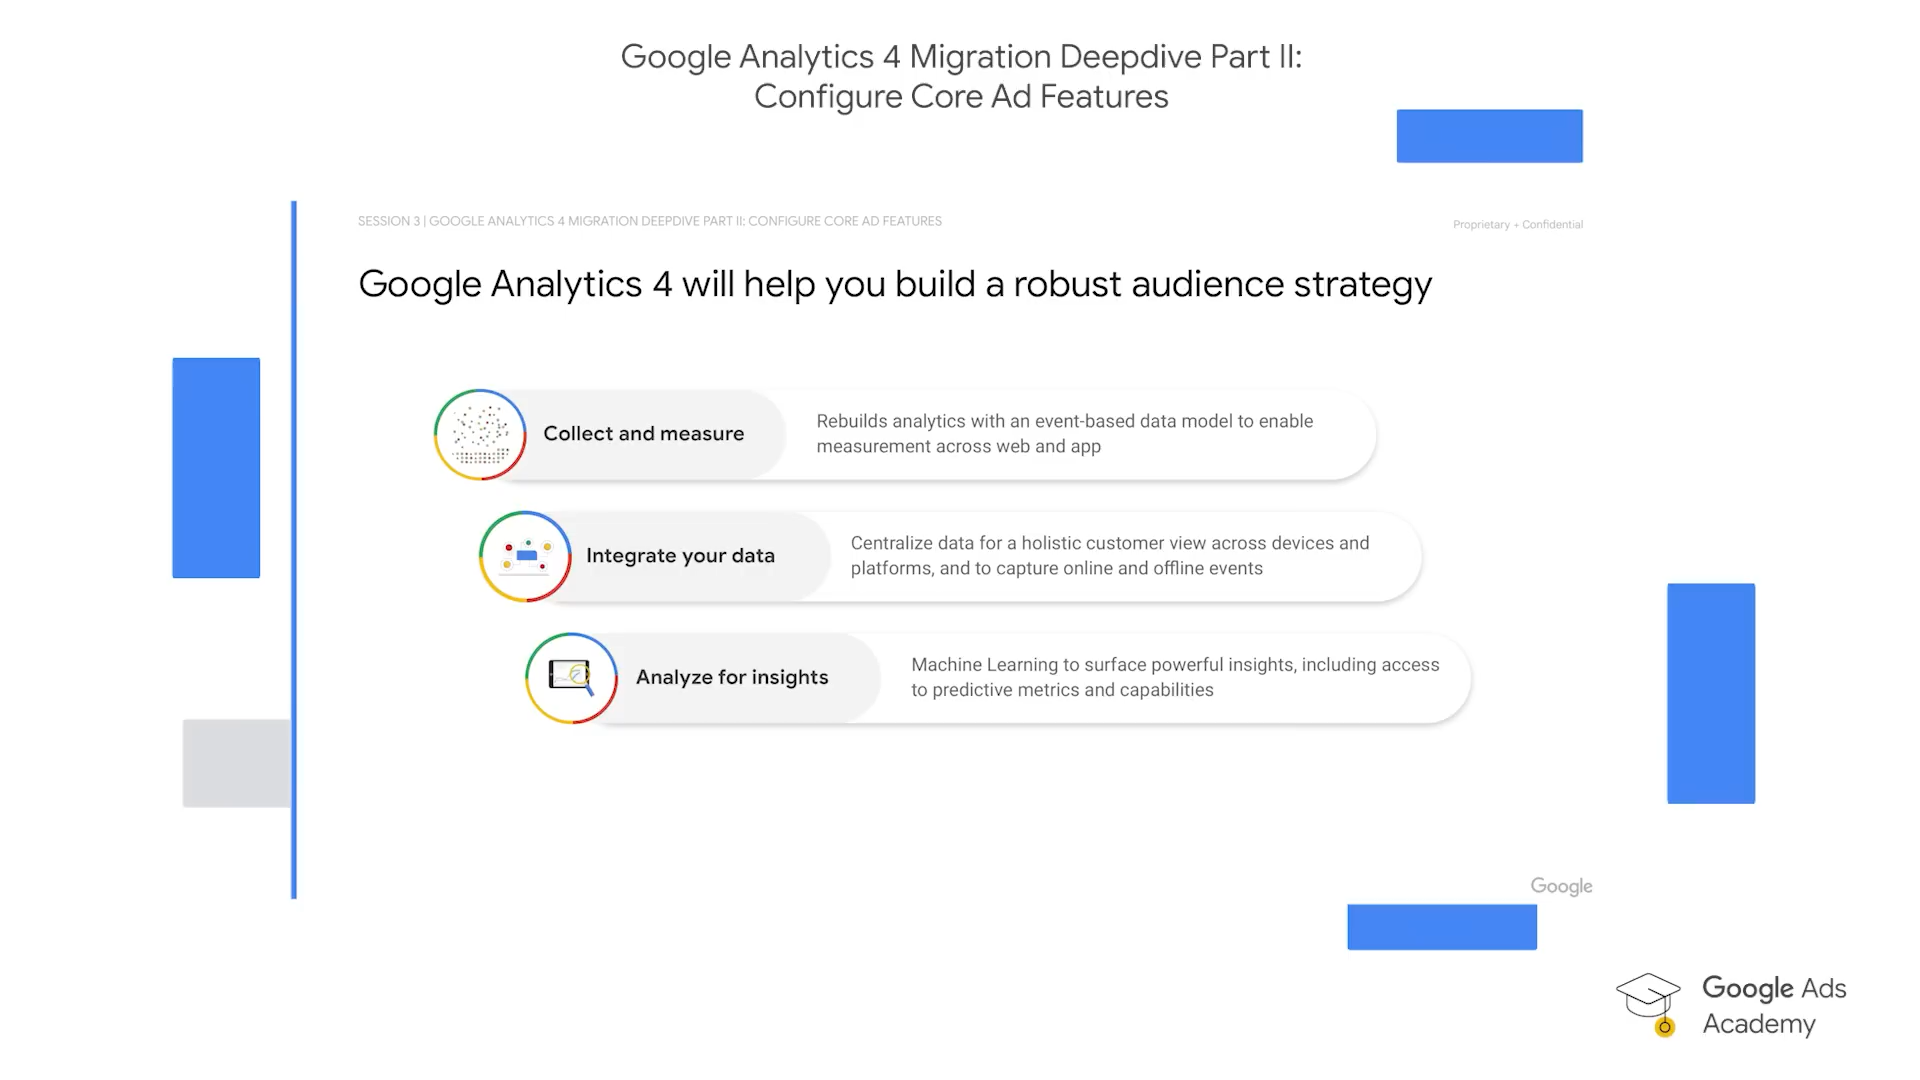 Google Analytics 4 Migration Deepdive Part II:
Configure Core Ad Features
SESSION 3 | GOOGLE ANALYTICS 4 MIGRATION DEEPDIVE PART II: CONFIGURE CORE AD FEATURES
Proprietary + Confidential
Google Analytics 4 will help you build a robust audience strategy
Collect and measure
Rebuilds analytics with an event-based data model to enable
measurement across web and app
Integrate your data
Centralize data for a holistic customer view across devices and
platforms, and to capture online and offline events
Analyze for insights
Machine Learning to surface powerful insights, including access
to predictive metrics and capabilities
Google
Google Ads
Academy